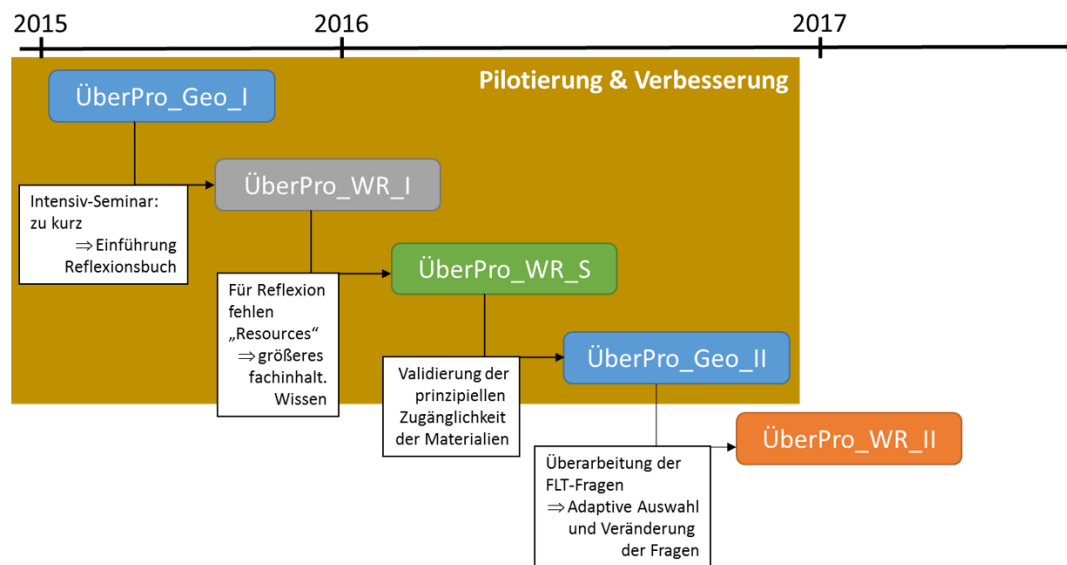 2015
2016
2017
Pilotierung & Verbesserung
ÜberPro_Geo_I
ÜberPro_WR_I
Intensiv-Seminar:
zu kurz
⇒ Einführung
Reflexionsbuch
ÜberPro_WR_S
Für Reflexion
fehlen
„Resources“
⇒ größeres
fachinhalt.
Wissen
ÜberPro_Geo_II
Validierung der
prinzipiellen
Zugänglichkeit
der Materialien
ÜberPro_WR_II
Überarbeitung der
FLT-Fragen
⇒ Adaptive Auswahl
und Veränderung
der Fragen